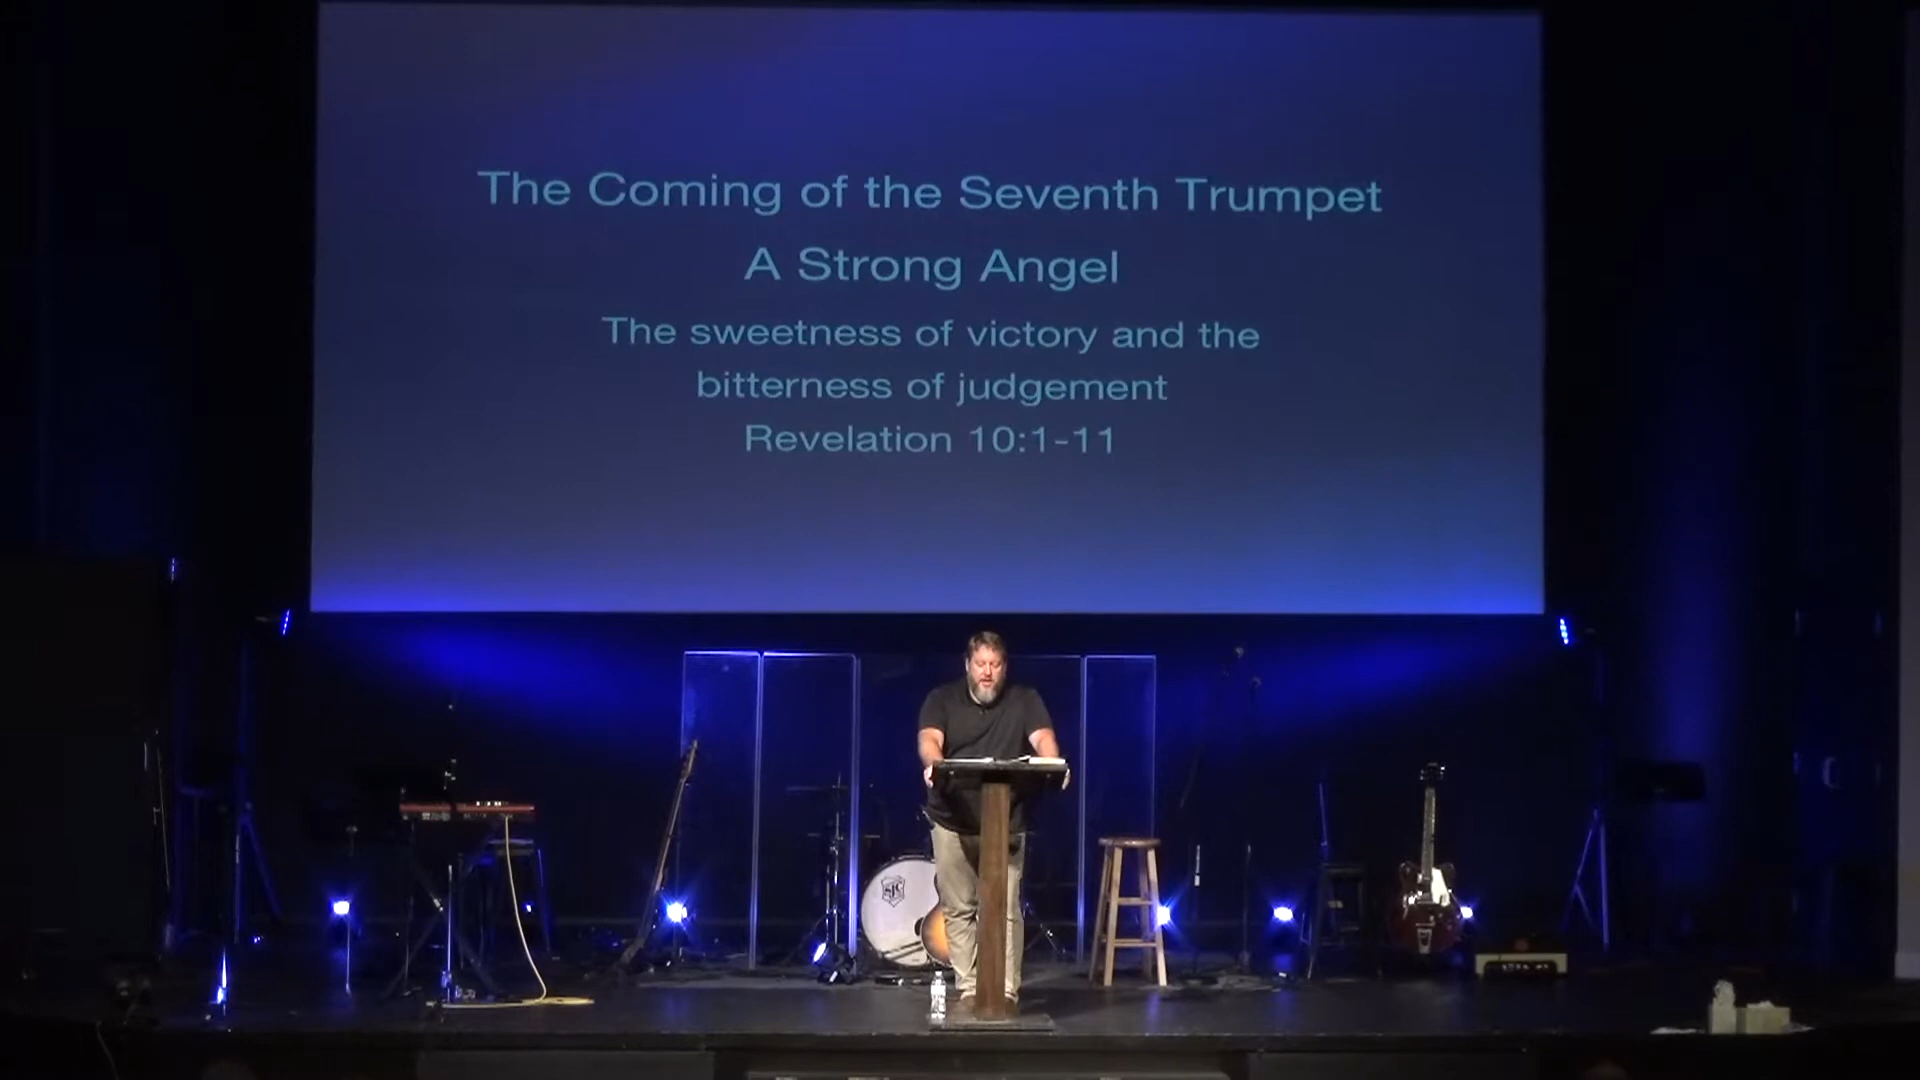 The Coming of the Seventh Trumpet
A Strong Angel
The sweetness of victory and the
bitterness of judgement
Revelation 10:1-11
SJC